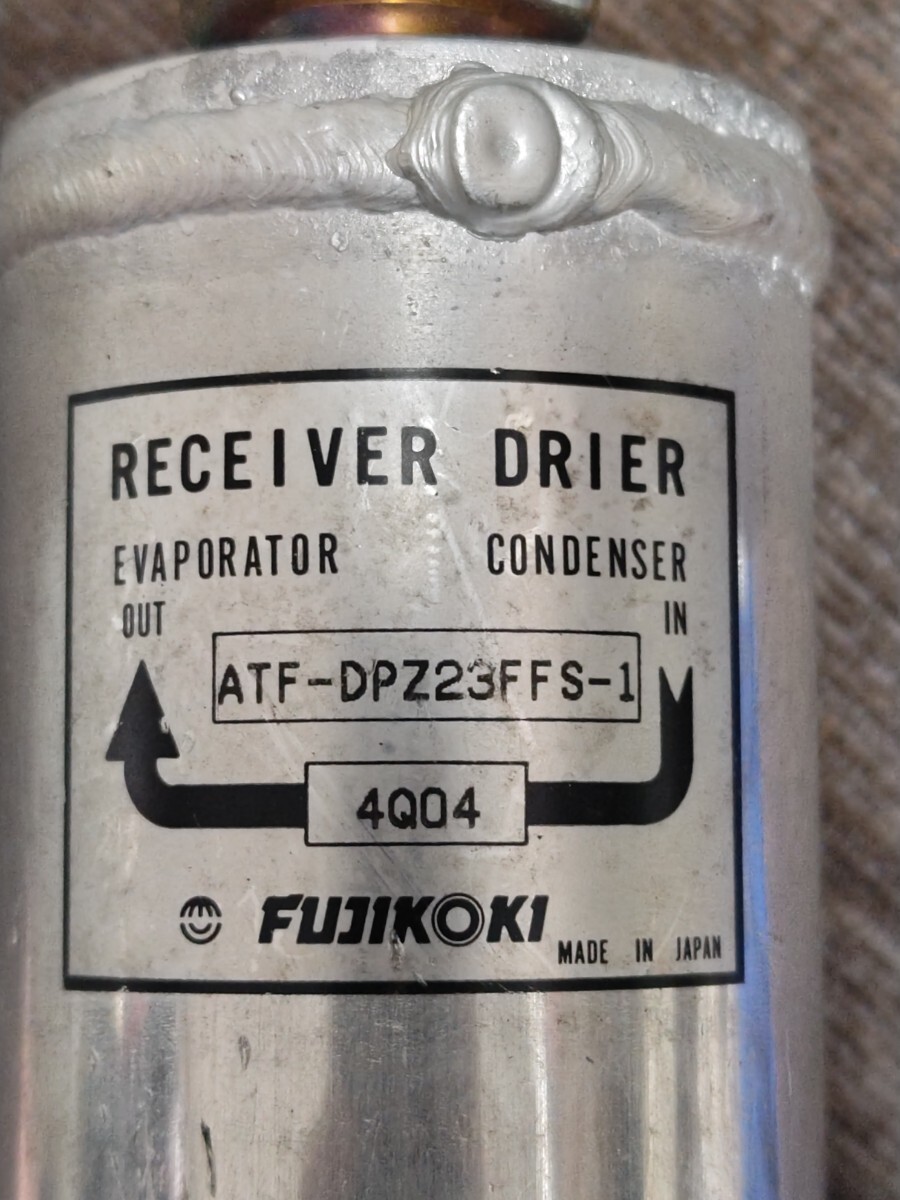 RECEIVER DRIER
EVAPORATOR CONDENSER
OUT IN
ATF-DPZ23FFS-1
4Q04
FUJIKOKI
MADE IN JAPAN